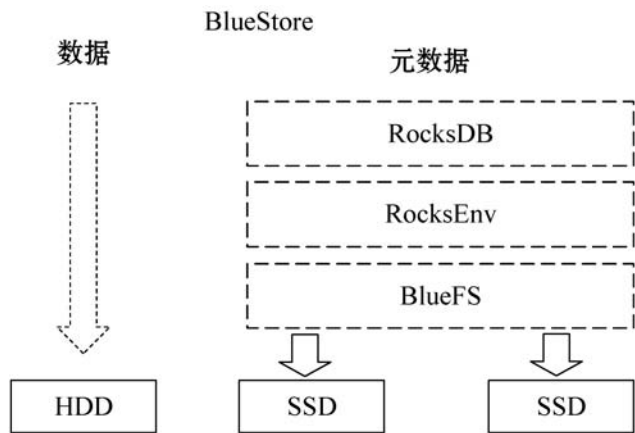 BlueStore
数据
元数据
RocksDB
RocksEnv
BlueFS
HDD
SSD
SSD